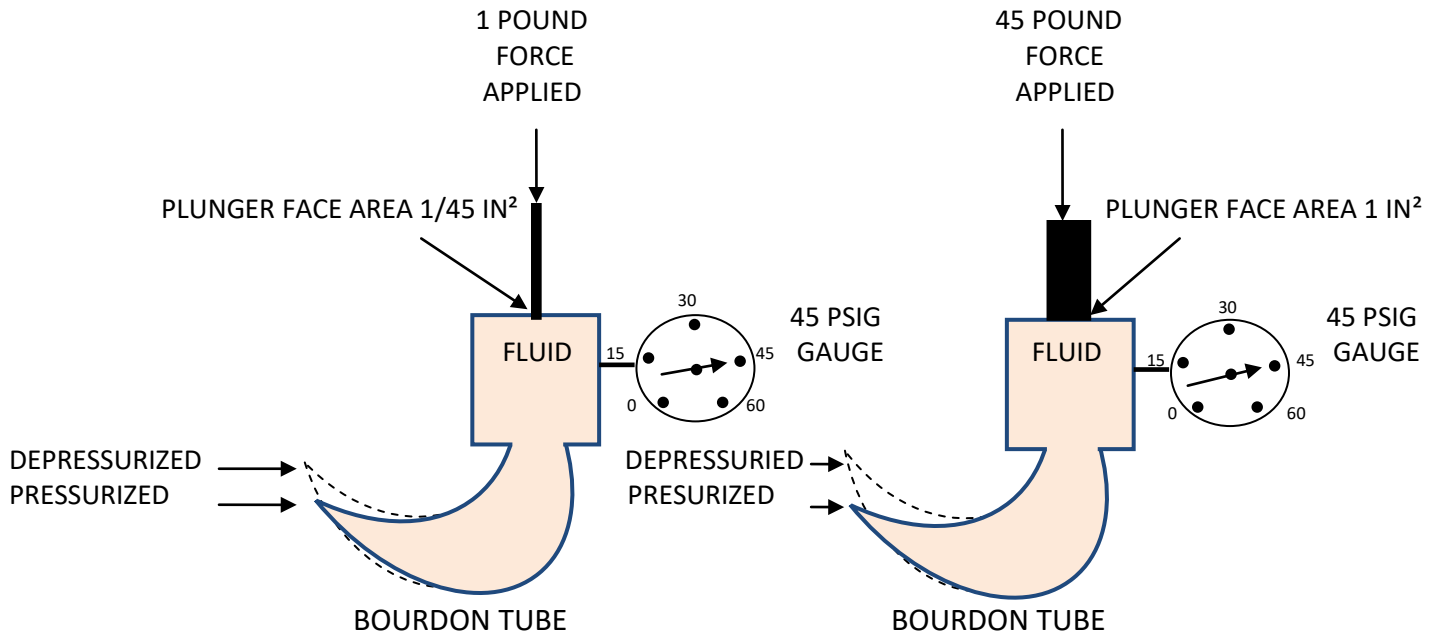 1 POUND
FORCE
APPLIED
PLUNGER FACE AREA 1/45 IN²
FLUID
0
15
30
45
60
45 PSIG
GAUGE
DEPRESSURIZED
PRESSURIZED
BOURDON TUBE
45 POUND
FORCE
APPLIED
PLUNGER FACE AREA 1 IN²
FLUID
0
15
30
45
60
45 PSIG
GAUGE
DEPRESSURIED
PRESURIZED
BOURDON TUBE